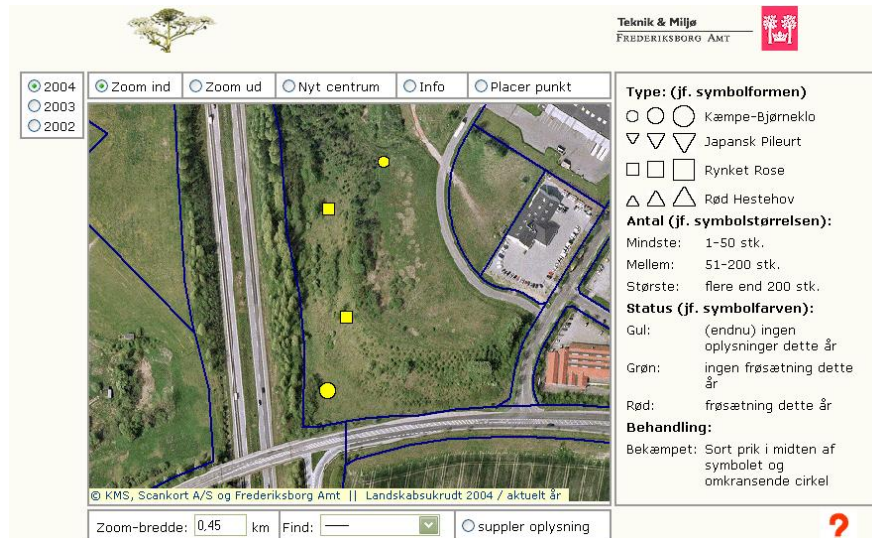 Teknik & Miljø
FREDERIKSBORG AMT
2004
2003
2002
Zoom ind
Zoom ud
Nyt centrum
Info
Placer punkt
© KMS, Scankort A/S og Frederiksborg Amt || Landskabsukrudt 2004 / aktuelt år
Zoom-bredde: 0,45 km
Find:
suppler oplysning
Type: (jf. symbolformen)
Kæmpe-Bjørneklo
Japansk Pileurt
Rynket Rose
Rød Hestehov
Antal (jf. symbolstørrelsen):
Mindste: 1-50 stk.
Mellem: 51-200 stk.
Største: flere end 200 stk.
Status (jf. symbolfarven):
Gul: (endnu) ingen
oplysninger dette år
Grøn: ingen frøsætning dette
år
Rød: frøsætning dette år
Behandling:
Bekæmpet: Sort prik i midten af
symbolet og
omkransende cirkel
?